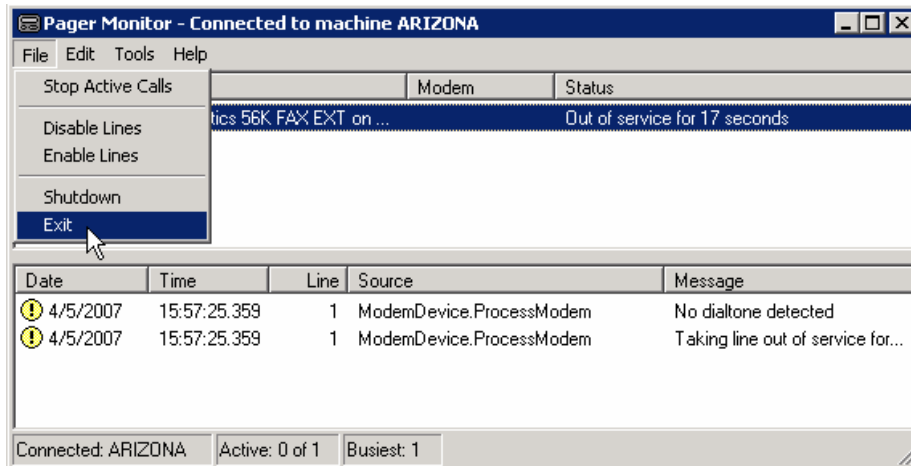 Pager Monitor - Connected to machine ARIZONA
File Edit Tools Help
Stop Active Calls
Disable Lines
Enable Lines
Shutdown
Exit
Modem Status
tics 56K FAX EXT on ... Out of service for 17 seconds
Date Time Line Source Message
4/5/2007 15:57:25.359 1 ModemDevice.ProcessModem No dialtone detected
4/5/2007 15:57:25.359 1 ModemDevice.ProcessModem Taking line out of service for...
Connected: ARIZONA Active: 0 of 1 Busiest: 1